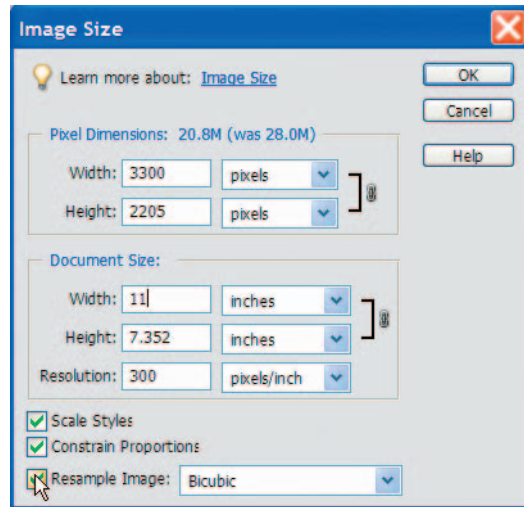 Image Size
Learn more about: Image Size
OK
Cancel
Help
Pixel Dimensions: 20.8M (was 28.0M)
Width: 3300 pixels
Height: 2205 pixels
Document Size:
Width: 11 inches
Height: 7.352 inches
Resolution: 300 pixels/inch
Scale Styles
Constrain Proportions
Resample Image: Bicubic